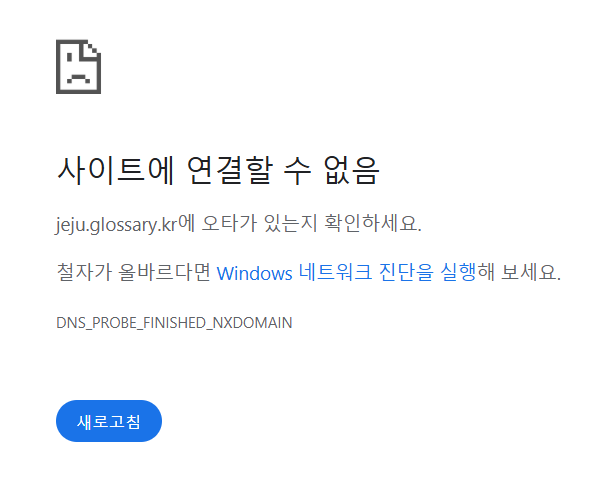 사이트에 연결할 수 없음
jeju.glossary.kr에 오타가 있는지 확인하세요.
철자가 올바르다면 Windows 네트워크 진단을 실행해 보세요.
DNS_PROBE_FINISHED_NXDOMAIN
새로고침